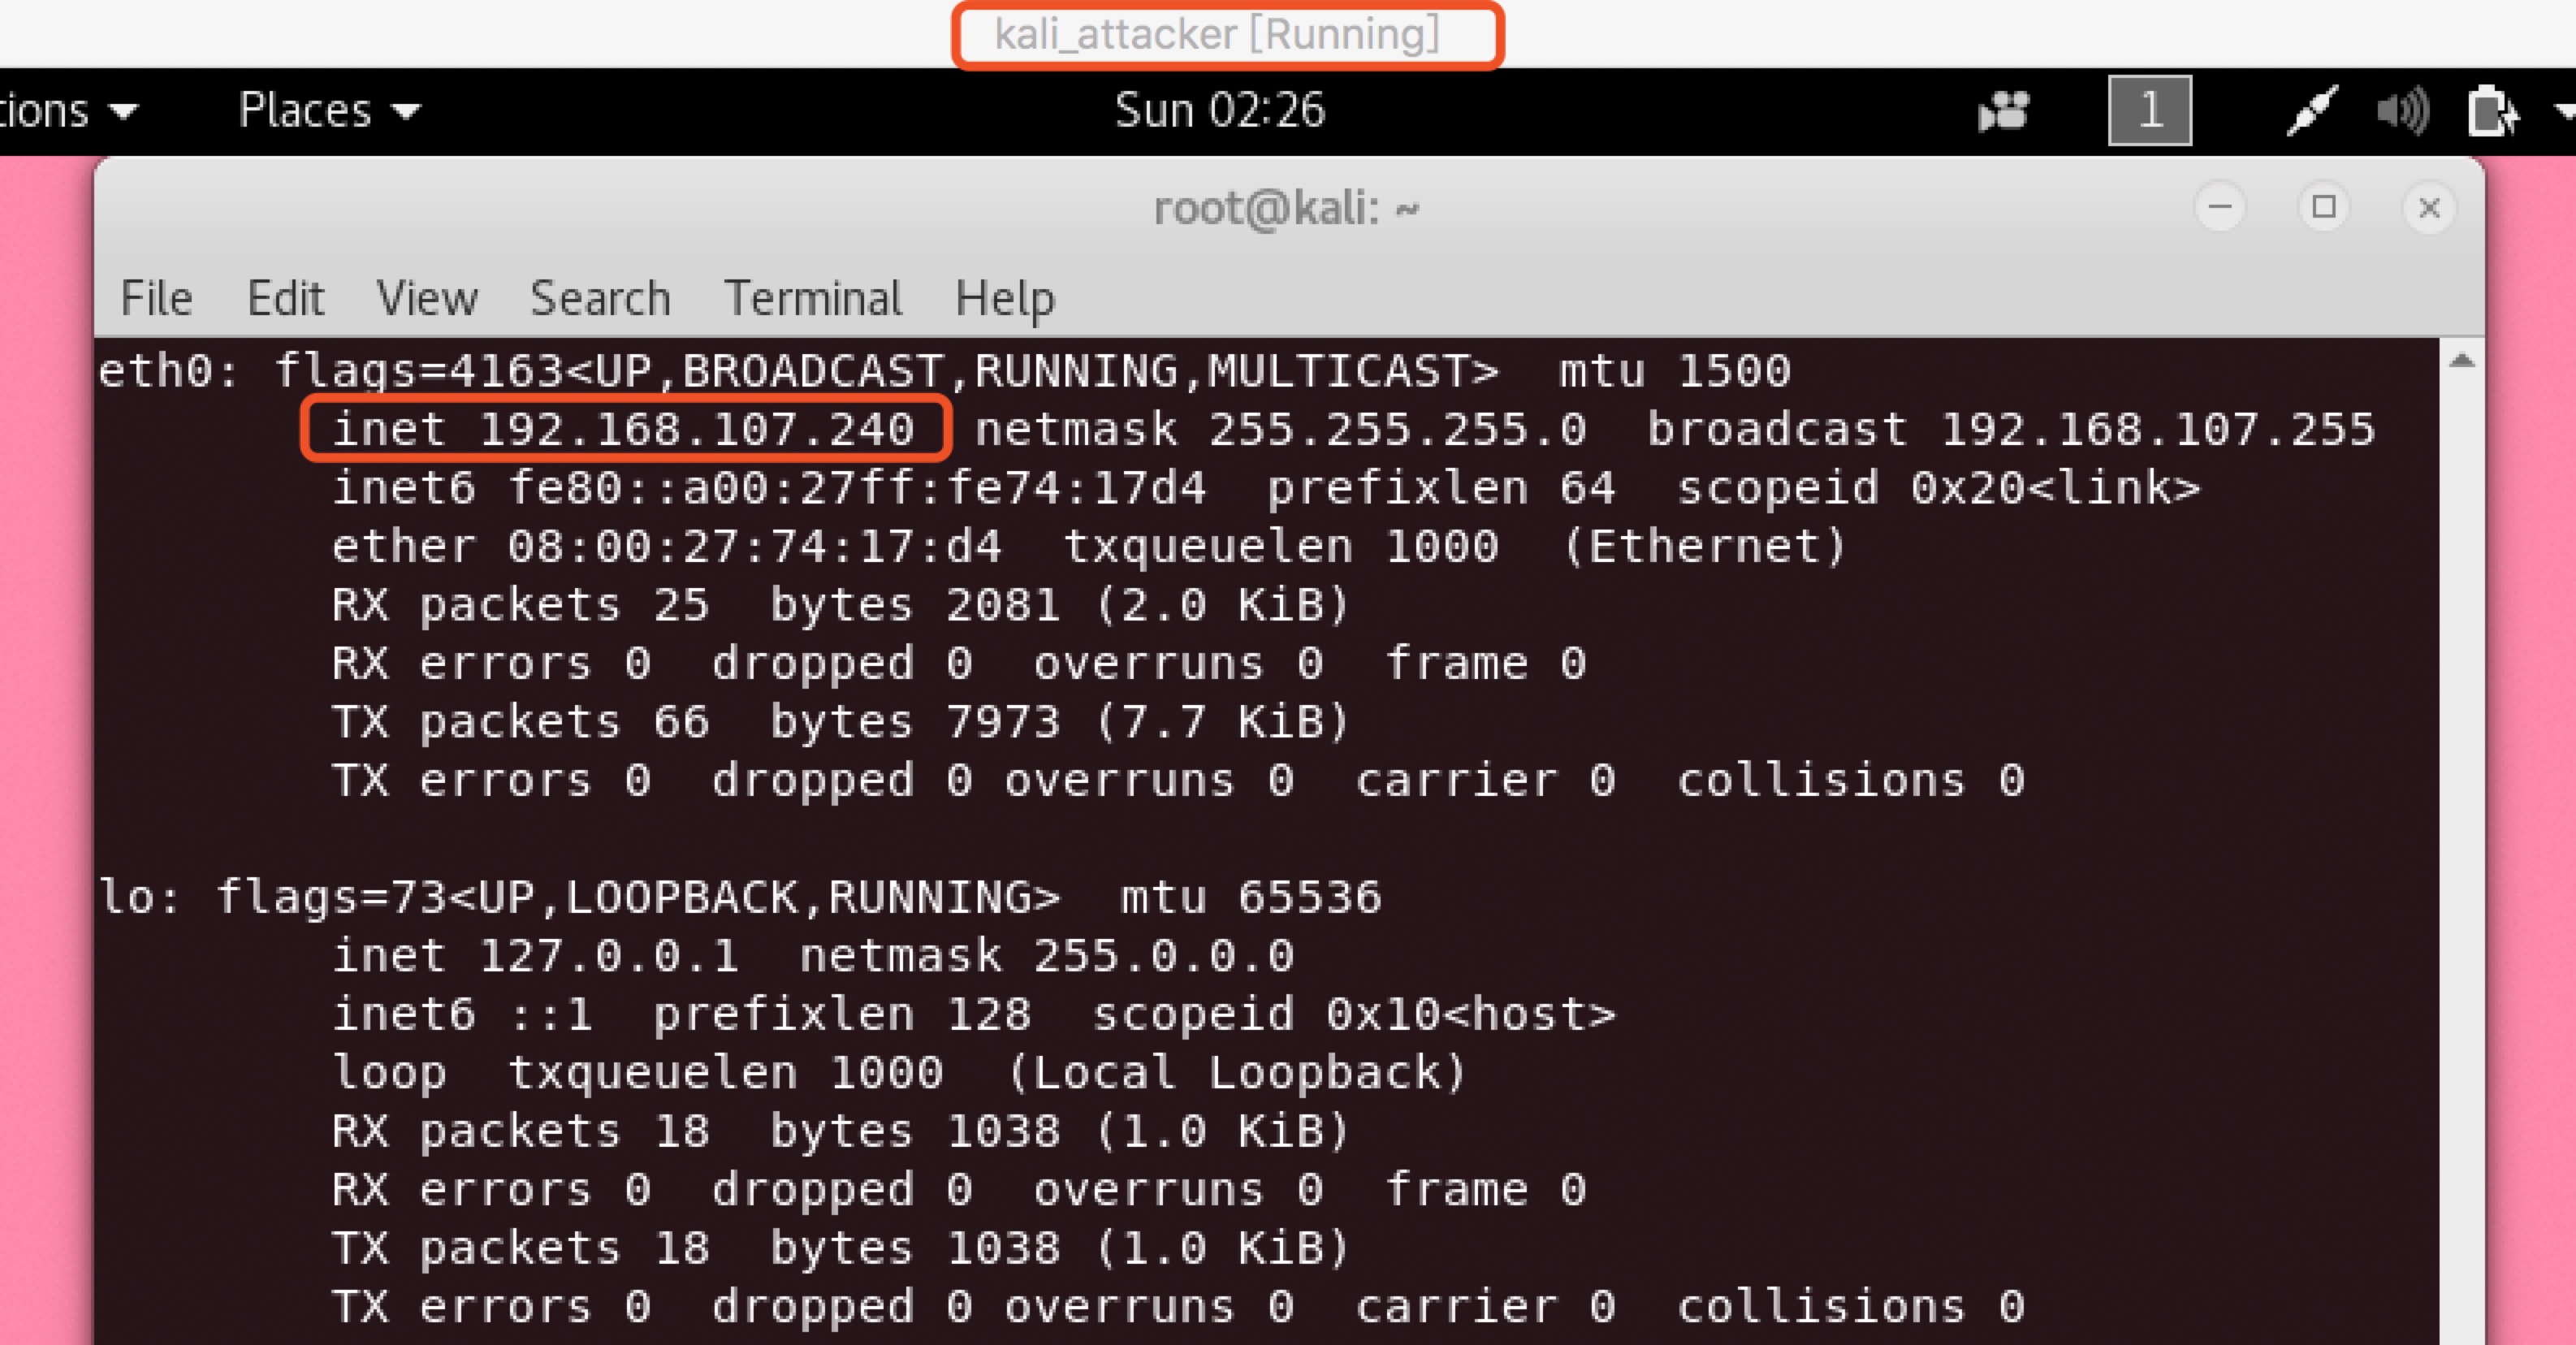 kali_attacker [Running]
tions Places Sun 02:26 1
root@kali: ~
File Edit View Search Terminal Help
eth0: flags=4163<UP,BROADCAST,RUNNING,MULTICAST>  mtu 1500
        inet 192.168.107.240  netmask 255.255.255.0  broadcast 192.168.107.255
        inet6 fe80::a00:27ff:fe74:17d4  prefixlen 64  scopeid 0x20<link>
        ether 08:00:27:74:17:d4  txqueuelen 1000  (Ethernet)
        RX packets 25  bytes 2081 (2.0 KiB)
        RX errors 0  dropped 0  overruns 0  frame 0
        TX packets 66  bytes 7973 (7.7 KiB)
        TX errors 0  dropped 0 overruns 0  carrier 0  collisions 0
lo: flags=73<UP,LOOPBACK,RUNNING>  mtu 65536
        inet 127.0.0.1  netmask 255.0.0.0
        inet6 ::1  prefixlen 128  scopeid 0x10<host>
        loop  txqueuelen 1000  (Local Loopback)
        RX packets 18  bytes 1038 (1.0 KiB)
        RX errors 0  dropped 0  overruns 0  frame 0
        TX packets 18  bytes 1038 (1.0 KiB)
        TX errors 0  dropped 0 overruns 0  carrier 0  collisions 0